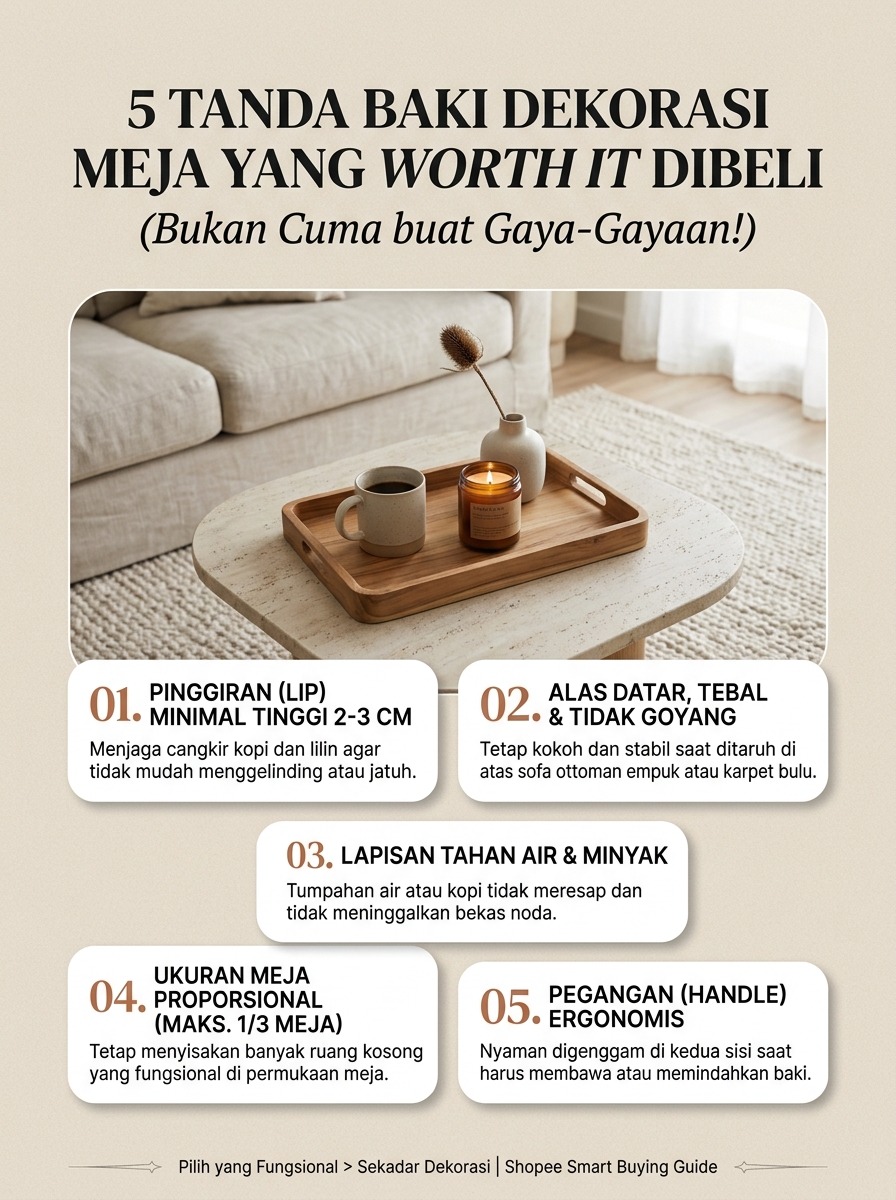 5 TANDA BAKI DEKORASI
MEJA YANG WORTH IT DIBELI
(Bukan Cuma buat Gaya-Gayaan!)
01. PINGGIRAN (LIP)
MINIMAL TINGGI 2-3 CM
Menjaga cangkir kopi dan lilin agar
tidak mudah menggelinding atau jatuh.
02. ALAS DATAR, TEBAL
& TIDAK GOYANG
Tetap kokoh dan stabil saat ditaruh di
atas sofa ottoman empuk atau karpet bulu.
03. LAPISAN TAHAN AIR & MINYAK
Tumpahan air atau kopi tidak meresap dan
tidak meninggalkan bekas noda.
04. UKURAN MEJA
PROPORSIONAL
(MAKS. 1/3 MEJA)
Tetap menyisakan banyak ruang kosong
yang fungsional di permukaan meja.
05. PEGANGAN (HANDLE)
ERGONOMIS
Nyaman digenggam di kedua sisi saat
harus membawa atau memindahkan baki.
Pilih yang Fungsional > Sekadar Dekorasi | Shopee Smart Buying Guide